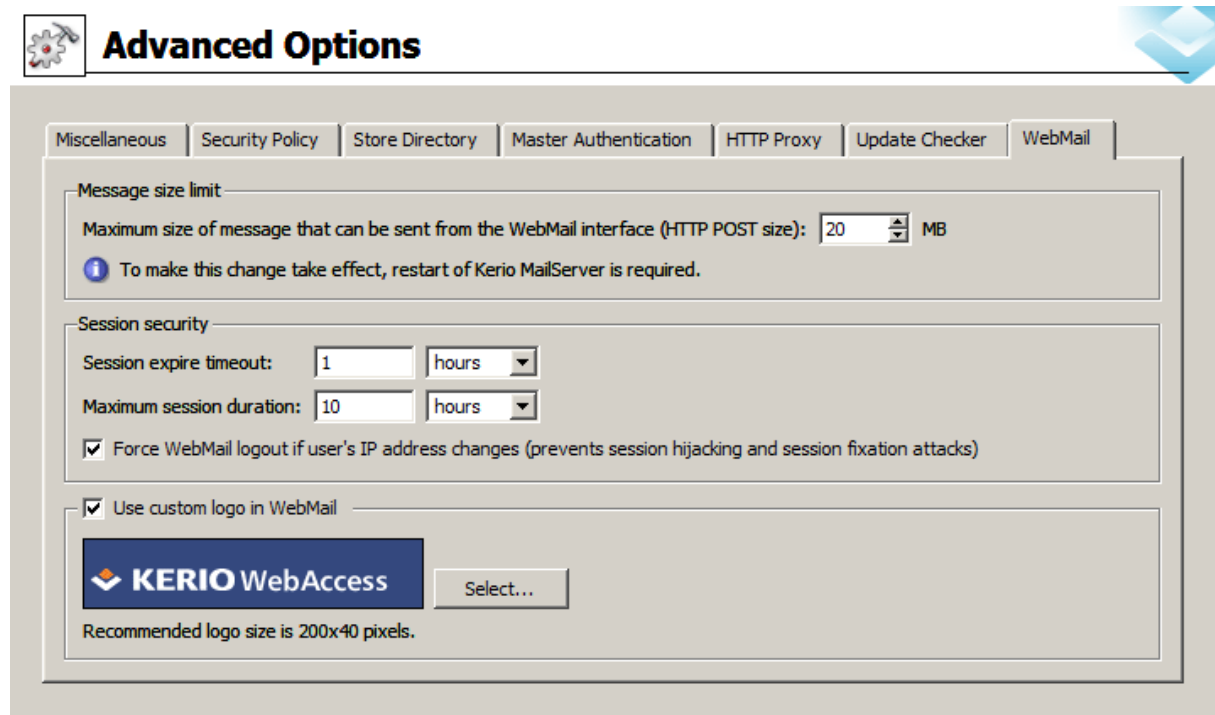 Advanced Options
Miscellaneous Security Policy Store Directory Master Authentication HTTP Proxy Update Checker WebMail
Message size limit
Maximum size of message that can be sent from the WebMail interface (HTTP POST size): 20 MB
To make this change take effect, restart of Kerio MailServer is required.
Session security
Session expire timeout: 1 hours
Maximum session duration: 10 hours
Force WebMail logout if user's IP address changes (prevents session hijacking and session fixation attacks)
Use custom logo in WebMail
KERIO WebAccess Select...
Recommended logo size is 200x40 pixels.